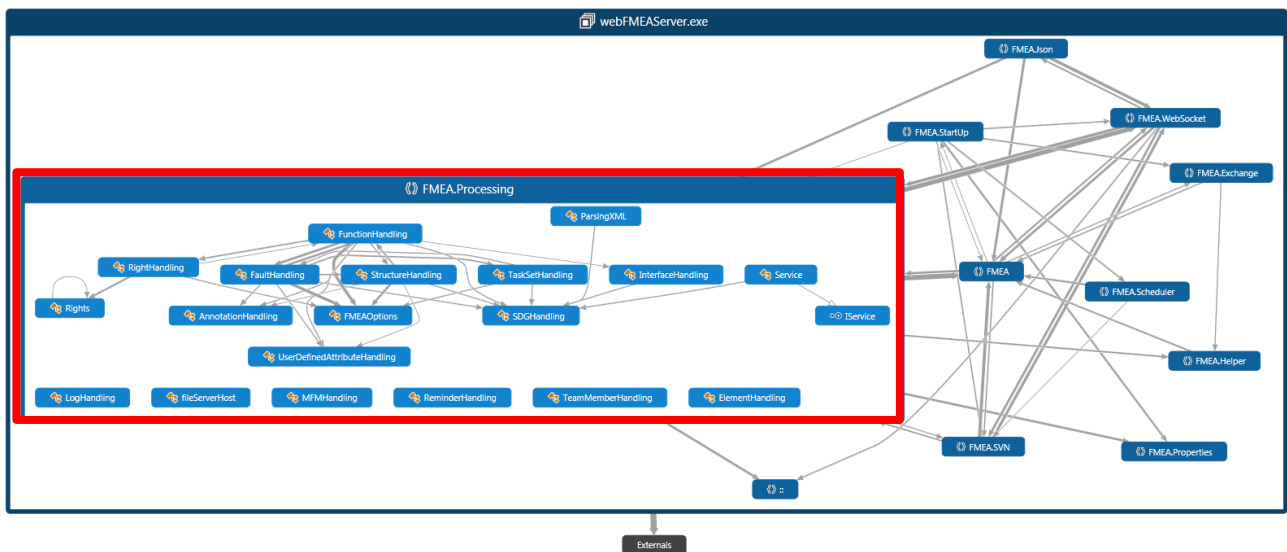 webFMEAServer.exe
FMEA.Json
FMEA.WebSocket
FMEA.StartUp
FMEA.Exchange
FMEA.Processing
ParsingXML
FunctionHandling
RightHandling
FaultHandling
StructureHandling
TaskSetHandling
InterfaceHandling
Service
FMEA
FMEA.Scheduler
Rights
AnnotationHandling
FMEAOptions
SDGHandling
IService
UserDefinedAttributeHandling
FMEA.Helper
LogHandling
fileServerHost
MFMHandling
ReminderHandling
TeamMemberHandling
ElementHandling
FMEA.SVN
FMEA.Properties
::
Externals